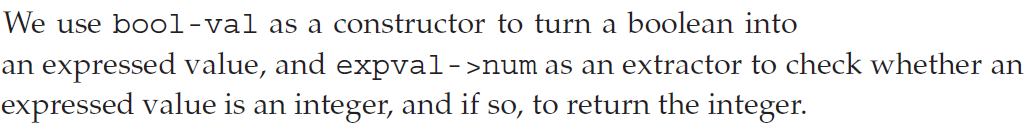 We use bool-val as a constructor to turn a boolean into
an expressed value, and expval->num as an extractor to check whether an
expressed value is an integer, and if so, to return the integer.